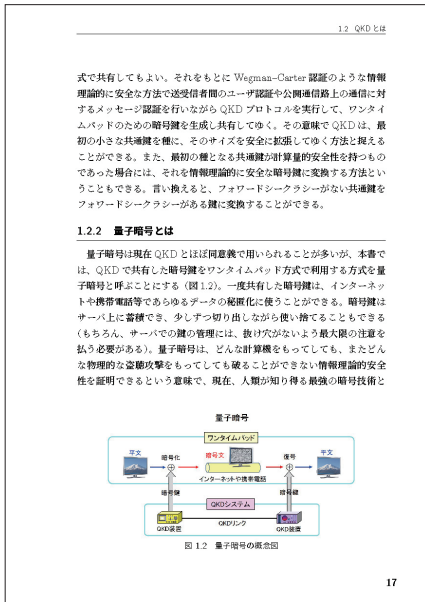 1.2 QKDとは
式で共有してもよい。それをもとに Wegman–Carter 認証のような情報
理論的に安全な方法で送受信者間のユーザ認証や公開通信路上の通信に対
するメッセージ認証を行いながら QKD プロトコルを実行して、ワンタイ
ムパッドのための暗号鍵を生成し共有してゆく。その意味で QKD は、最
初の小さな共通鍵を種に、そのサイズを安全に拡張してゆく方法と捉える
ことができる。また、最初の種となる共通鍵が計算量的安全性を持つもの
であった場合には、それを情報理論的に安全な暗号鍵に変換する方法とい
うこともできる。言い換えると、フォワードシークラシーがない共通鍵を
フォワードシークラシーがある鍵に変換することができる。
1.2.2 量子暗号とは
量子暗号は現在 QKD とほぼ同意義で用いられることが多いが、本書で
は、QKD で共有した暗号鍵をワンタイムパッド方式で利用する方式を量
子暗号と呼ぶことにする(図 1.2)。一度共有した暗号鍵は、インターネッ
トや携帯電話等であらゆるデータの秘匿化に使うことができる。暗号鍵は
サーバ上に蓄積でき、少しずつ切り出しながら使い捨てることもできる
(もちろん、サーバでの鍵の管理には、抜け穴がないよう最大限の注意を
払う必要がある)。量子暗号は、どんな計算機をもってしても、またどん
な物理的な盗聴攻撃をもってしても破ることができない情報理論的安全
性を証明できるという意味で、現在、人類が知り得る最強の暗号技術と
量子暗号
ワンタイムパッド
平文 暗号化 暗号文 復号 平文
インターネットや携帯電話
暗号鍵 暗号鍵
QKDシステム
QKD装置 QKDリンク QKD装置
図 1.2 量子暗号の概念図
17